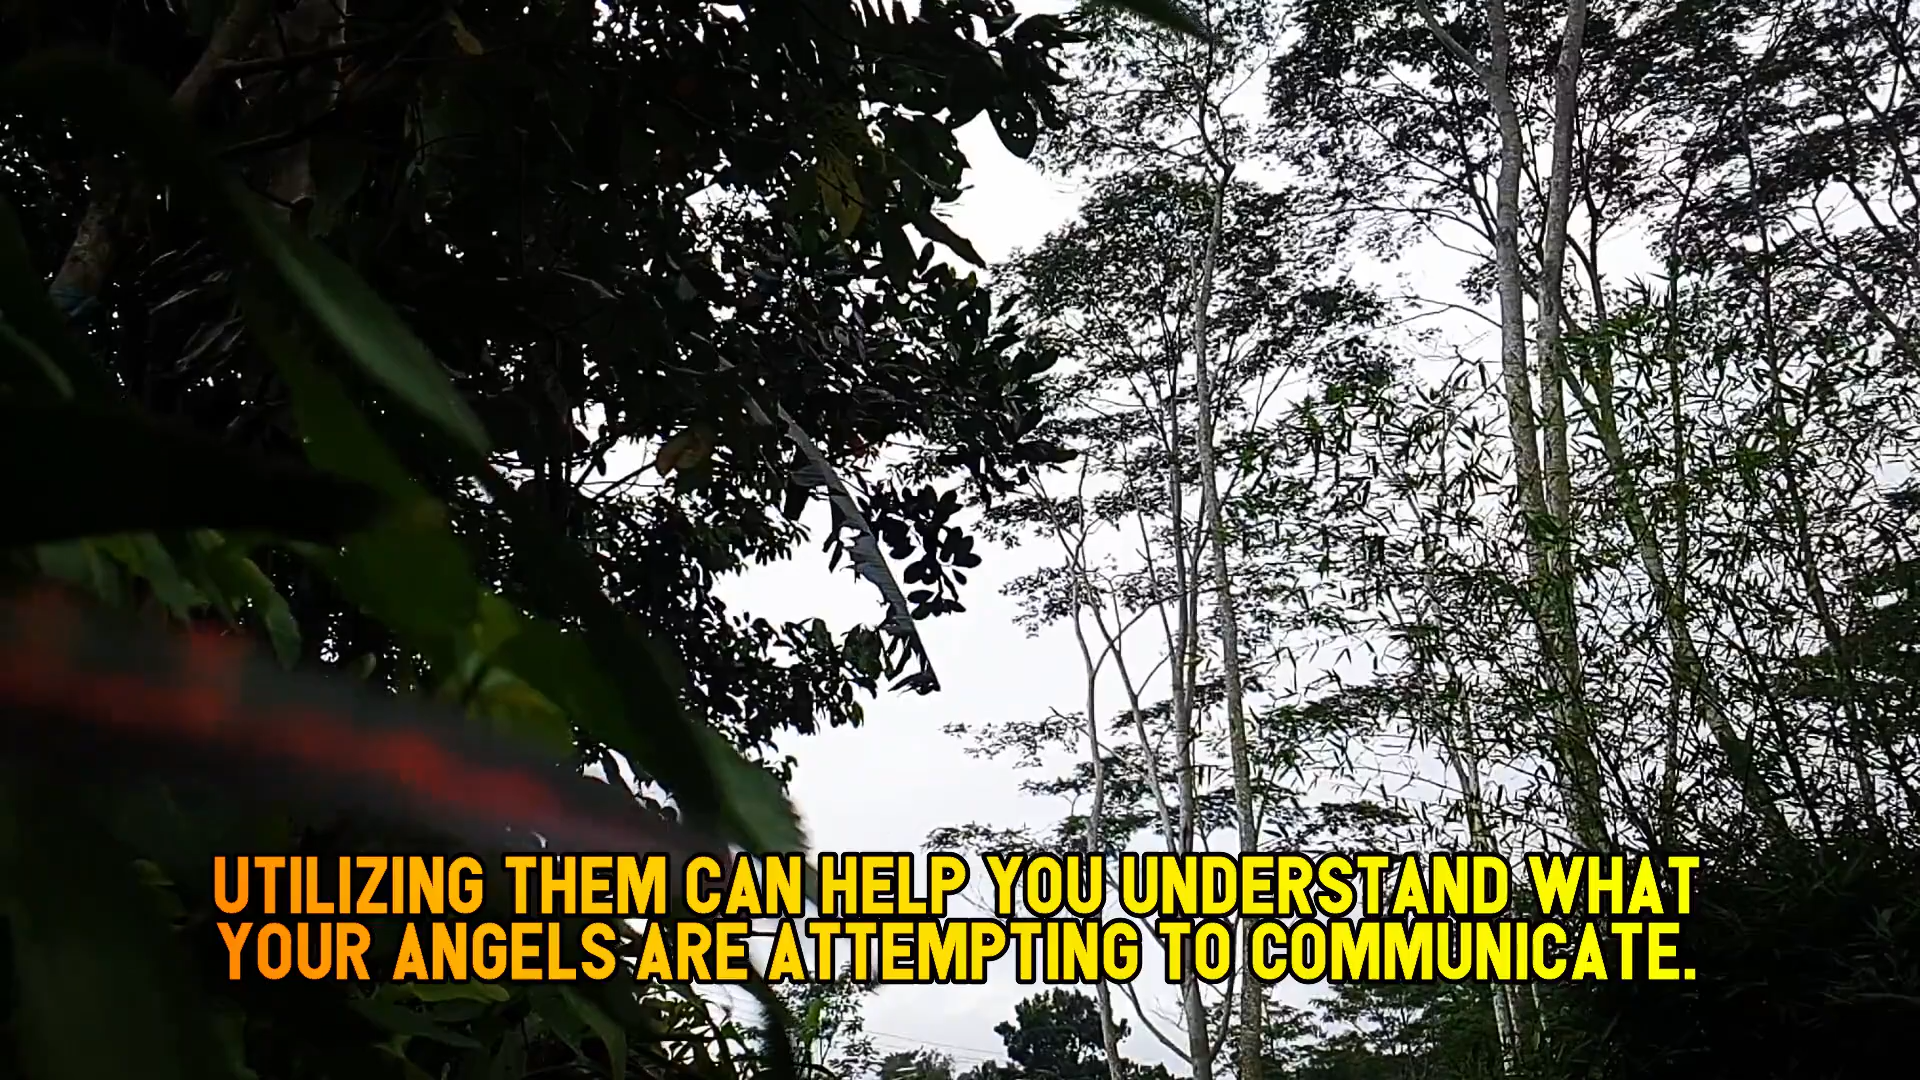 UTILIZING THEM CAN HELP YOU UNDERSTAND WHAT
YOUR ANGELS ARE ATTEMPTING TO COMMUNICATE.